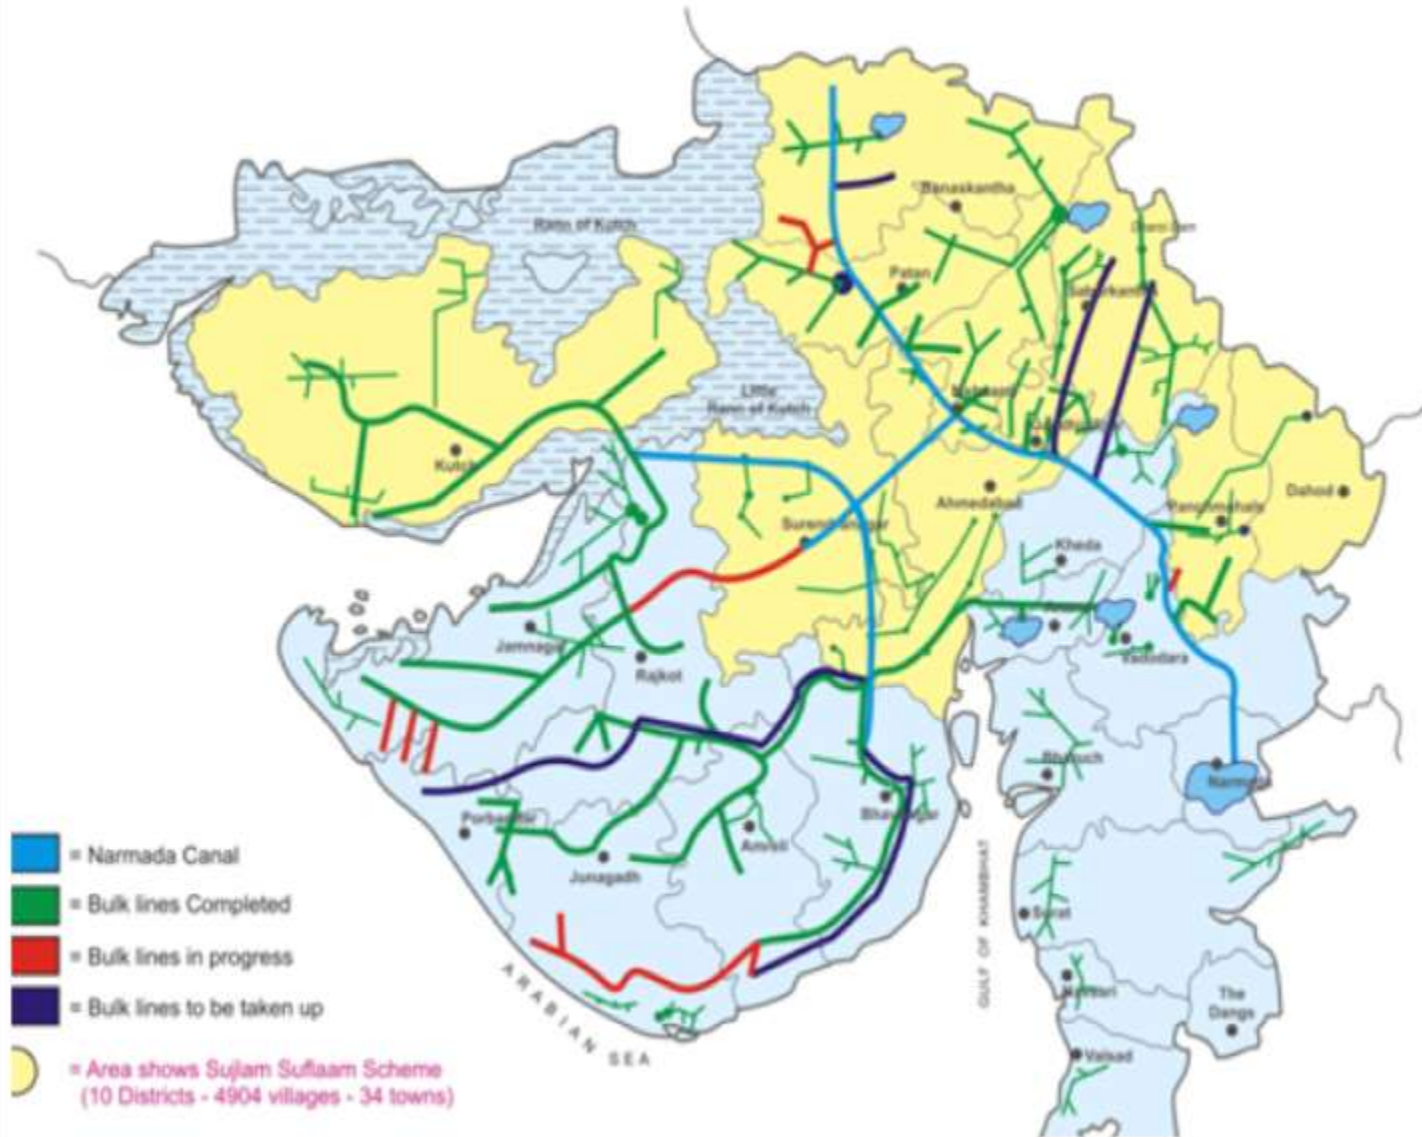 Banaskantha
Rann of Kutch
Patan
Little
Rann of Kutch
Kutch
Ahmedabad
Dahod
Panchmahals
Surendranagar
Kheda
Jamnagar
Rajkot
Vadodara
Bharuch
Narmada
Porbandar
Bhavnagar
Amreli
Junagadh
= Narmada Canal
= Bulk lines Completed
= Bulk lines in progress
= Bulk lines to be taken up
= Area shows Sujlam Suflaam Scheme
(10 Districts - 4904 villages - 34 towns)
GULF OF KHAMBHAT
ARABIAN SEA
Surat
Navsari
The
Dangs
Valsad